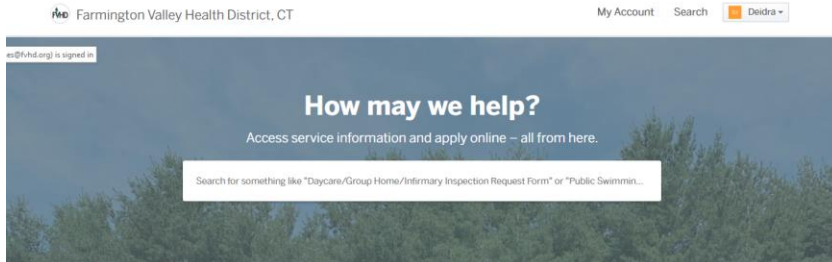 FVHD Farmington Valley Health District, CT
My Account Search Deidra
es@fvhd.org) is signed in
How may we help?
Access service information and apply online – all from here.
Search for something like "Daycare/Group Home/Infirmary Inspection Request Form" or "Public Swimmin...